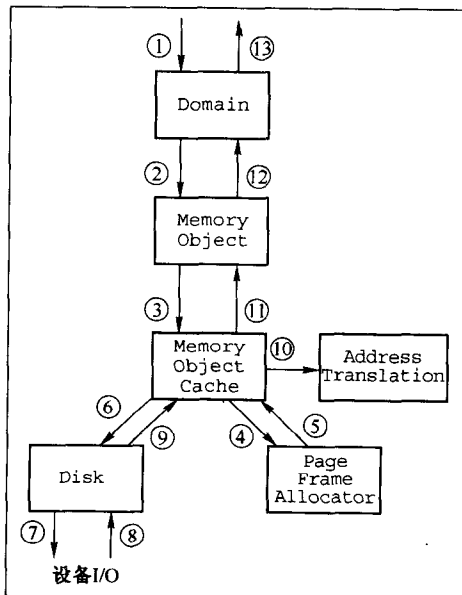 ①
⑬
Domain
②
⑫
Memory
Object
③
⑪
Memory
Object
Cache
⑩
Address
Translation
⑥
⑨
④
⑤
Disk
Page
Frame
Allocator
⑦
⑧
设备I/O